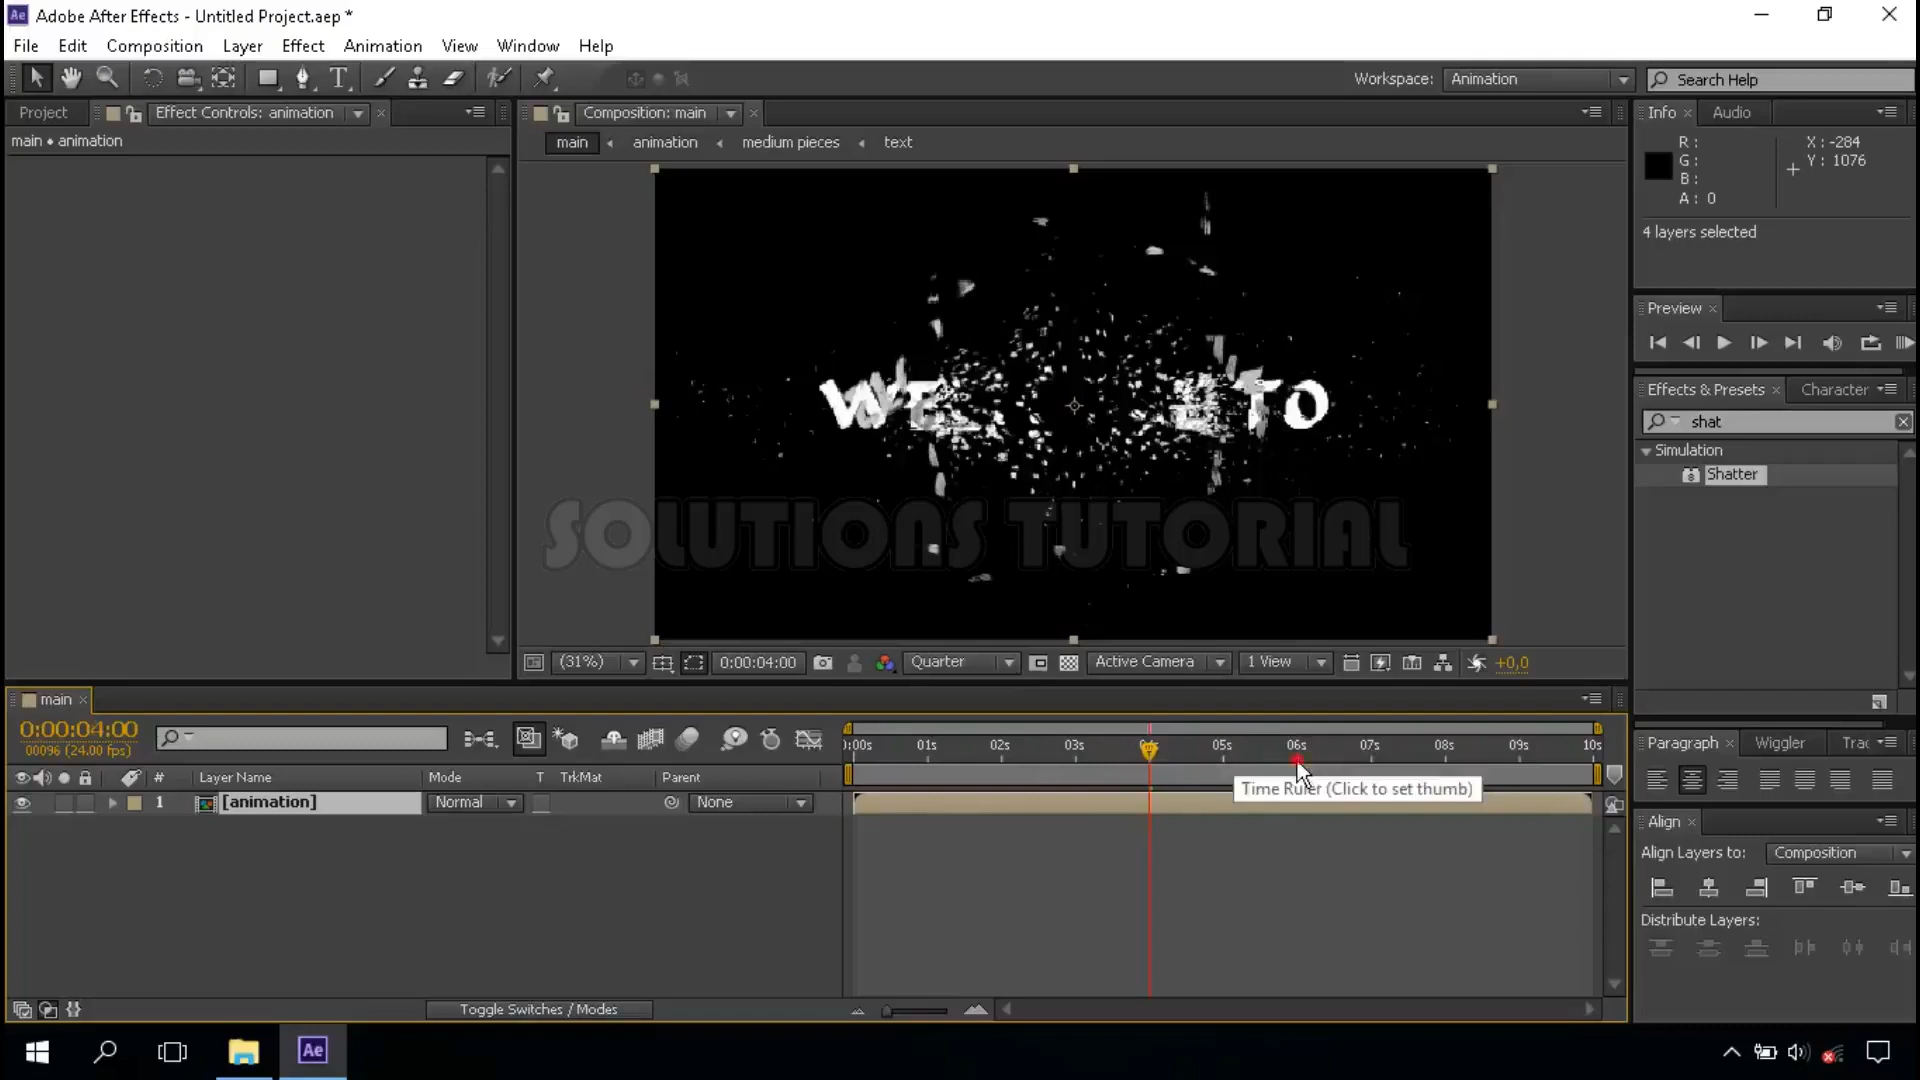 Ae Adobe After Effects - Untitled Project.aep *
File Edit Composition Layer Effect Animation View Window Help
T Workspace: Animation Search Help
Project Effect Controls: animation Composition: main Info Audio
main • animation
main animation medium pieces text
R : X : -284
G : Y : 1076
B :
A : 0
4 layers selected
Preview
Effects & Presets Character
shat
Simulation
Shatter
WE TO
SOLUTIONS TUTORIAL
(31%) 0:00:04:00 Quarter Active Camera 1 View +0,0
main
0:00:04:00
00096 (24.00 fps)
):00s 01s 02s 03s 05s 06s 07s 08s 09s 10s
# Layer Name Mode T TrkMat Parent
Time Ruler (Click to set thumb)
1 [animation] Normal None
Toggle Switches / Modes
Paragraph Wiggler Trac
Align
Align Layers to: Composition
Distribute Layers:
Ae